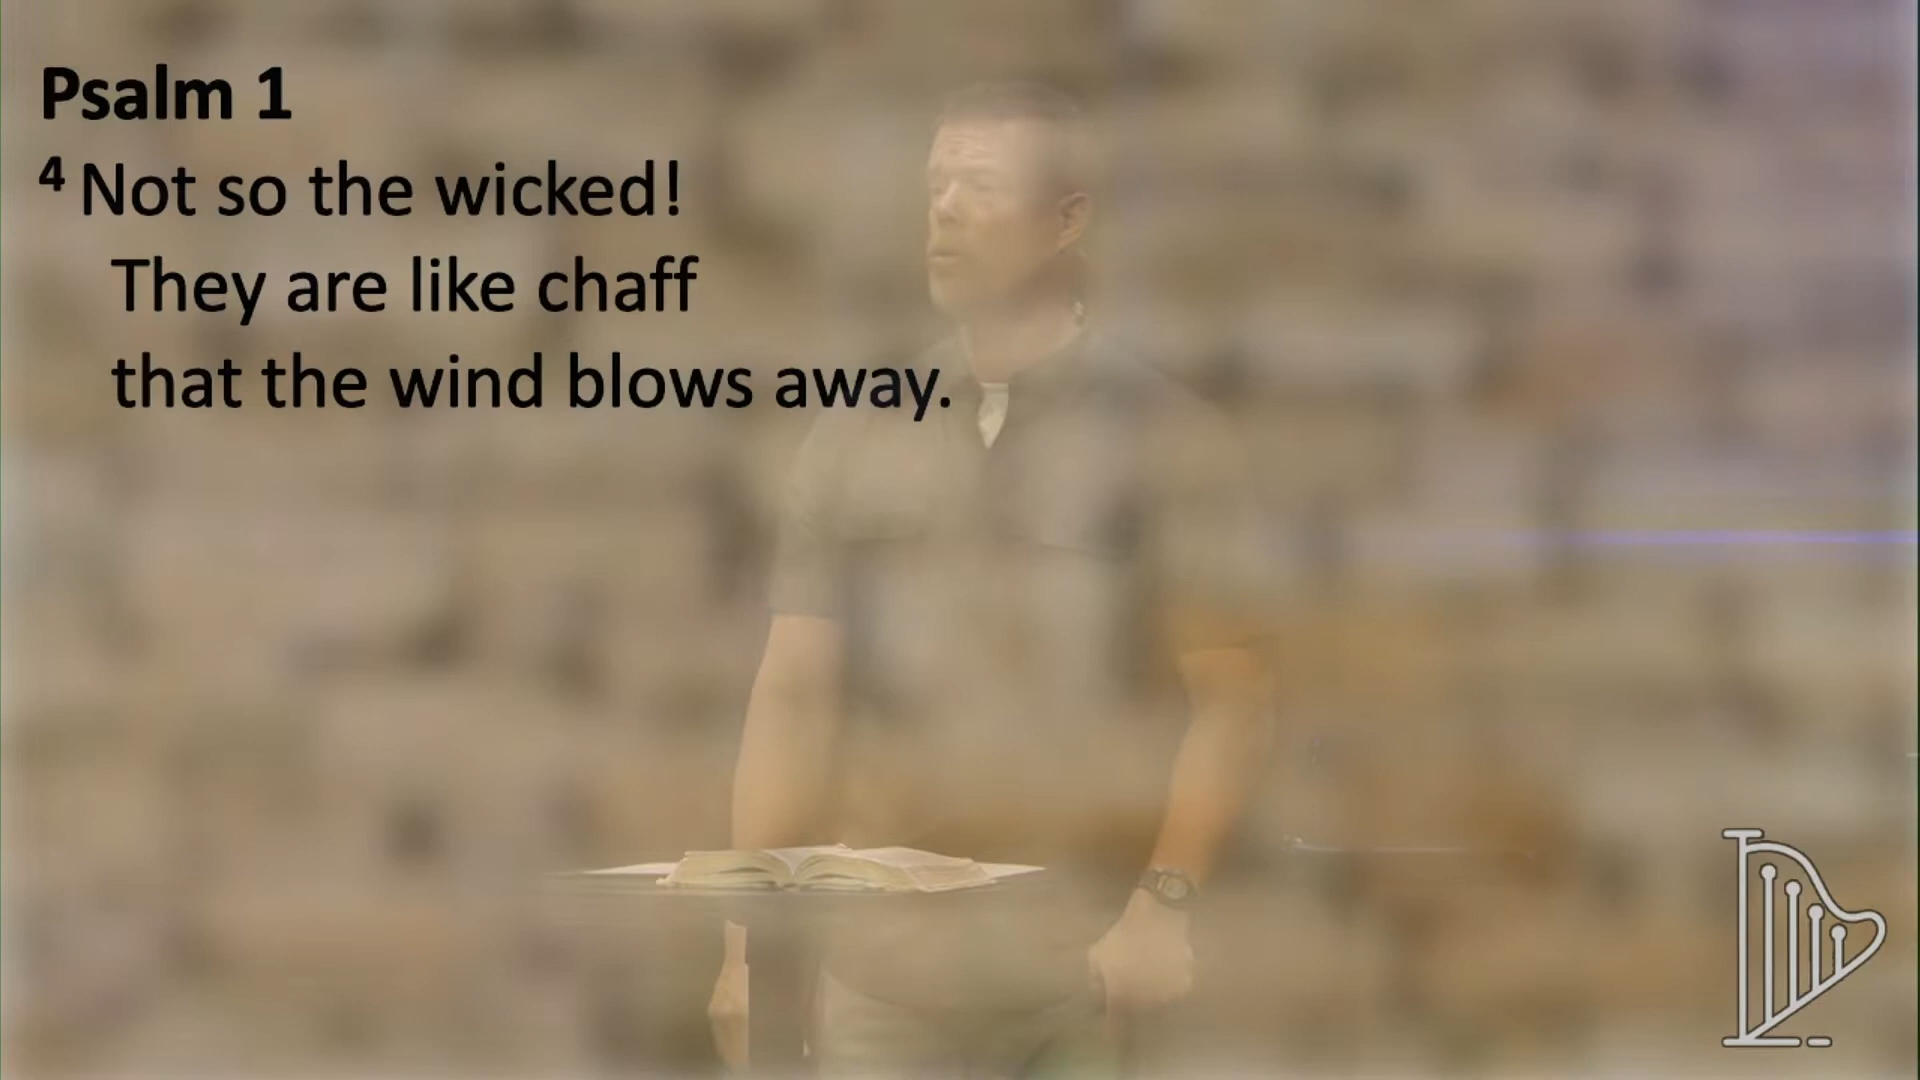 Psalm 1
4 Not so the wicked!
They are like chaff
that the wind blows away.